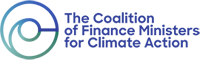 The Coalition
of Finance Ministers
for Climate Action